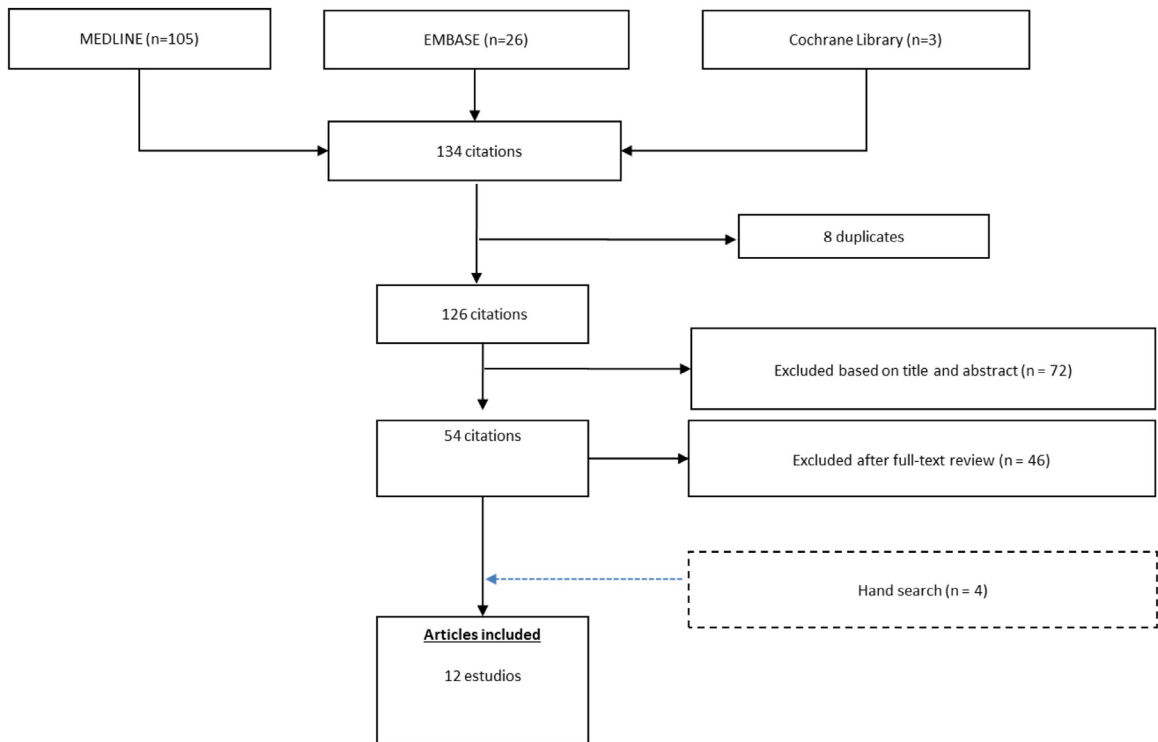 MEDLINE (n=105)
EMBASE (n=26)
Cochrane Library (n=3)
134 citations
8 duplicates
126 citations
Excluded based on title and abstract (n = 72)
54 citations
Excluded after full-text review (n = 46)
Hand search (n = 4)
Articles included
12 estudios